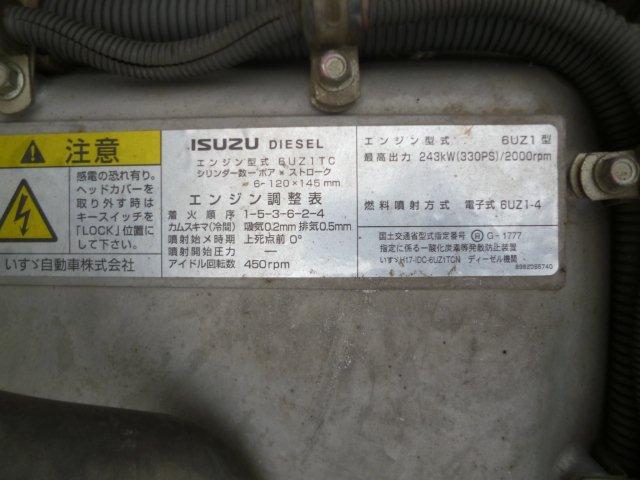 注意
感電の恐れ有り。
ヘッドカバーを
取り外す時は
キースイッチを
「LOCK」位置に
して下さい。
いすゞ自動車株式会社
ISUZU DIESEL
エンジン型式 6UZ1TC
シリンダー数ーボア×ストローク
6-120×145mm
エンジン調整表
着火順序 1-5-3-6-2-4
カムスキマ(冷間) 吸気0.2mm 排気0.5mm
噴射始メ時期 上死点前0°
噴射開始圧力 ー
アイドル回転数 450rpm
エンジン型式 6UZ1型
最高出力 243kW(330PS)/2000rpm
燃料噴射方式 電子式 6UZ1-4
国土交通省型式指定番号 G-1777
指定に係る一酸化炭素等発散防止装置
いすゞH17-IDC-6UZ1TCN ディーゼル機関
8982085740